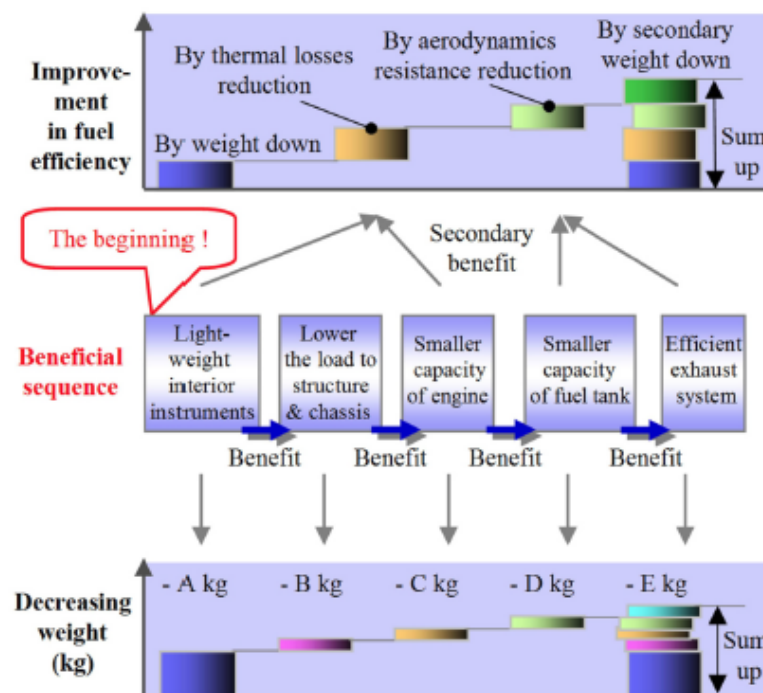 Improve-
ment
in fuel
efficiency
By weight down
By thermal losses
reduction
By aerodynamics
resistance reduction
By secondary
weight down
Sum
up
The beginning !
Secondary
benefit
Beneficial
sequence
Light-
weight
interior
instruments
Lower
the load to
structure
& chassis
Smaller
capacity
of engine
Smaller
capacity
of fuel tank
Efficient
exhaust
system
Benefit
Benefit
Benefit
Benefit
Decreasing
weight
(kg)
- A kg
- B kg
- C kg
- D kg
- E kg
Sum
up